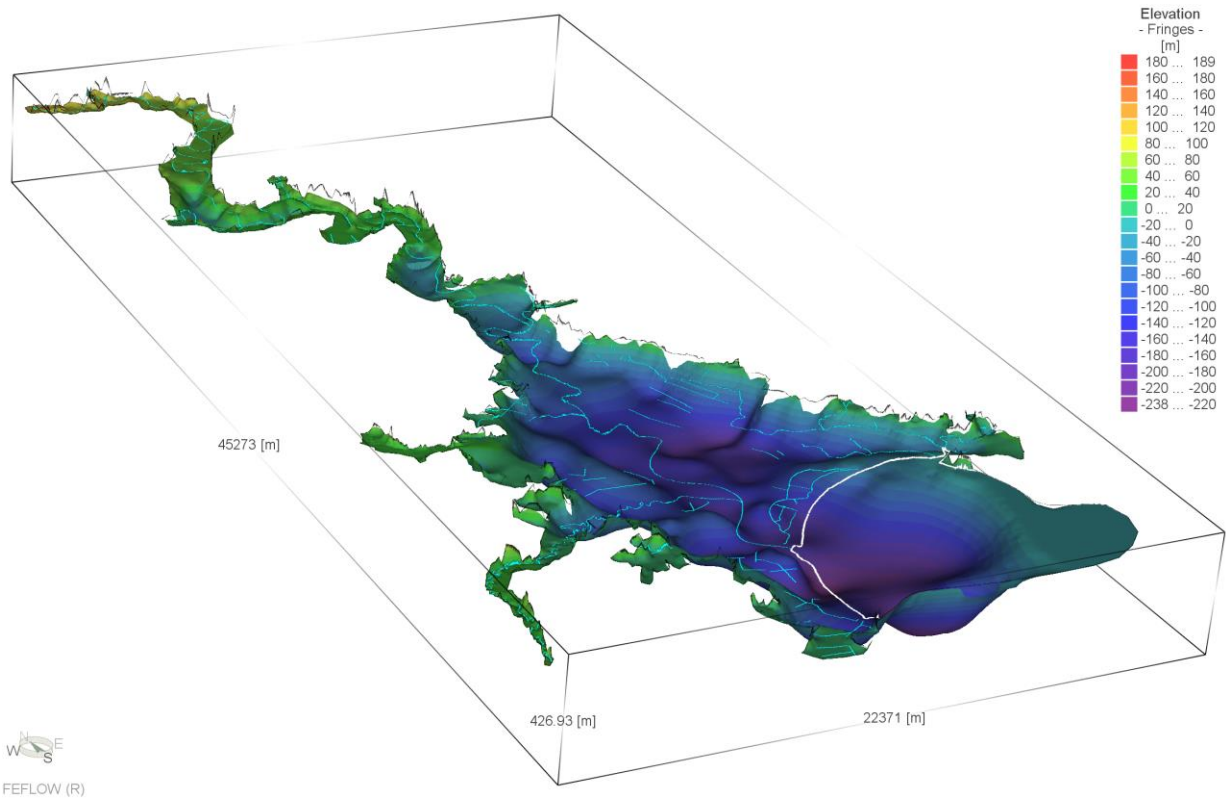 Elevation
- Fringes -
[m]
180 ... 189
160 ... 180
140 ... 160
120 ... 140
100 ... 120
80 ... 100
60 ... 80
40 ... 60
20 ... 40
0 ... 20
-20 ... 0
-40 ... -20
-60 ... -40
-80 ... -60
-100 ... -80
-120 ... -100
-140 ... -120
-160 ... -140
-180 ... -160
-200 ... -180
-220 ... -200
-238 ... -220
45273 [m]
426.93 [m]
22371 [m]
N
W E
S
FEFLOW (R)